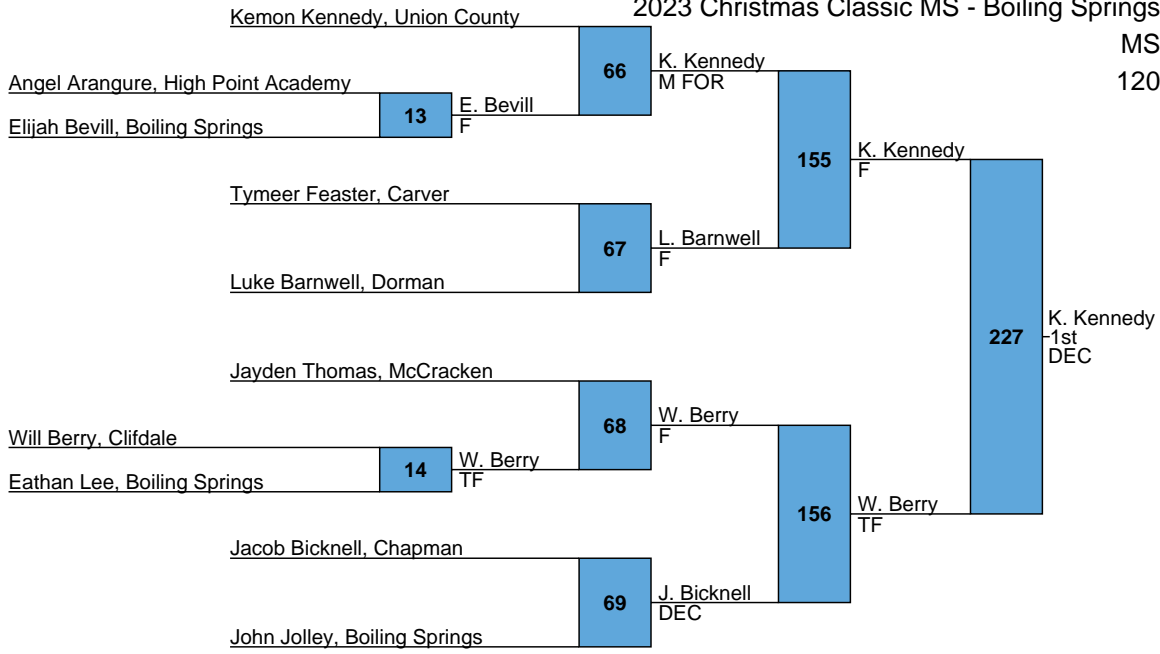 2023 Christmas Classic MS - Boiling Springs
MS
120
Kemon Kennedy, Union County
66
K. Kennedy
M FOR
Angel Arangure, High Point Academy
13
E. Bevill
F
Elijah Bevill, Boiling Springs
155
K. Kennedy
F
Tymeer Feaster, Carver
67
L. Barnwell
F
Luke Barnwell, Dorman
227
K. Kennedy
1st
DEC
Jayden Thomas, McCracken
68
W. Berry
F
Will Berry, Clifdale
14
W. Berry
TF
Eathan Lee, Boiling Springs
156
W. Berry
TF
Jacob Bicknell, Chapman
69
J. Bicknell
DEC
John Jolley, Boiling Springs